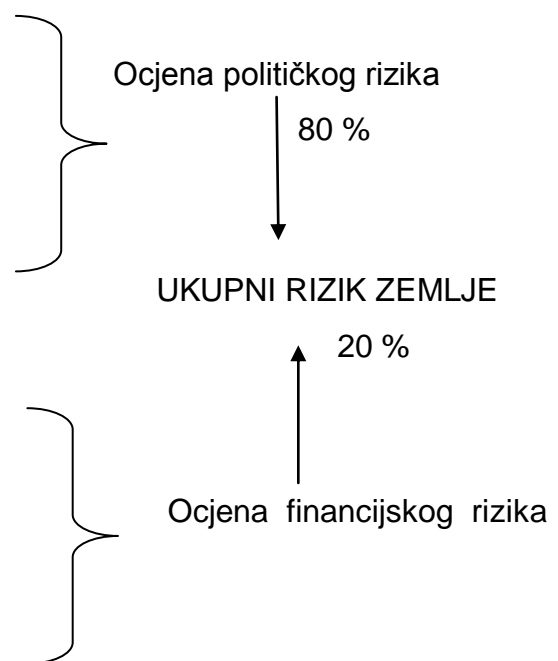 Ocjena političkog rizika
80 %
UKUPNI RIZIK ZEMLJE
20 %
Ocjena financijskog rizika